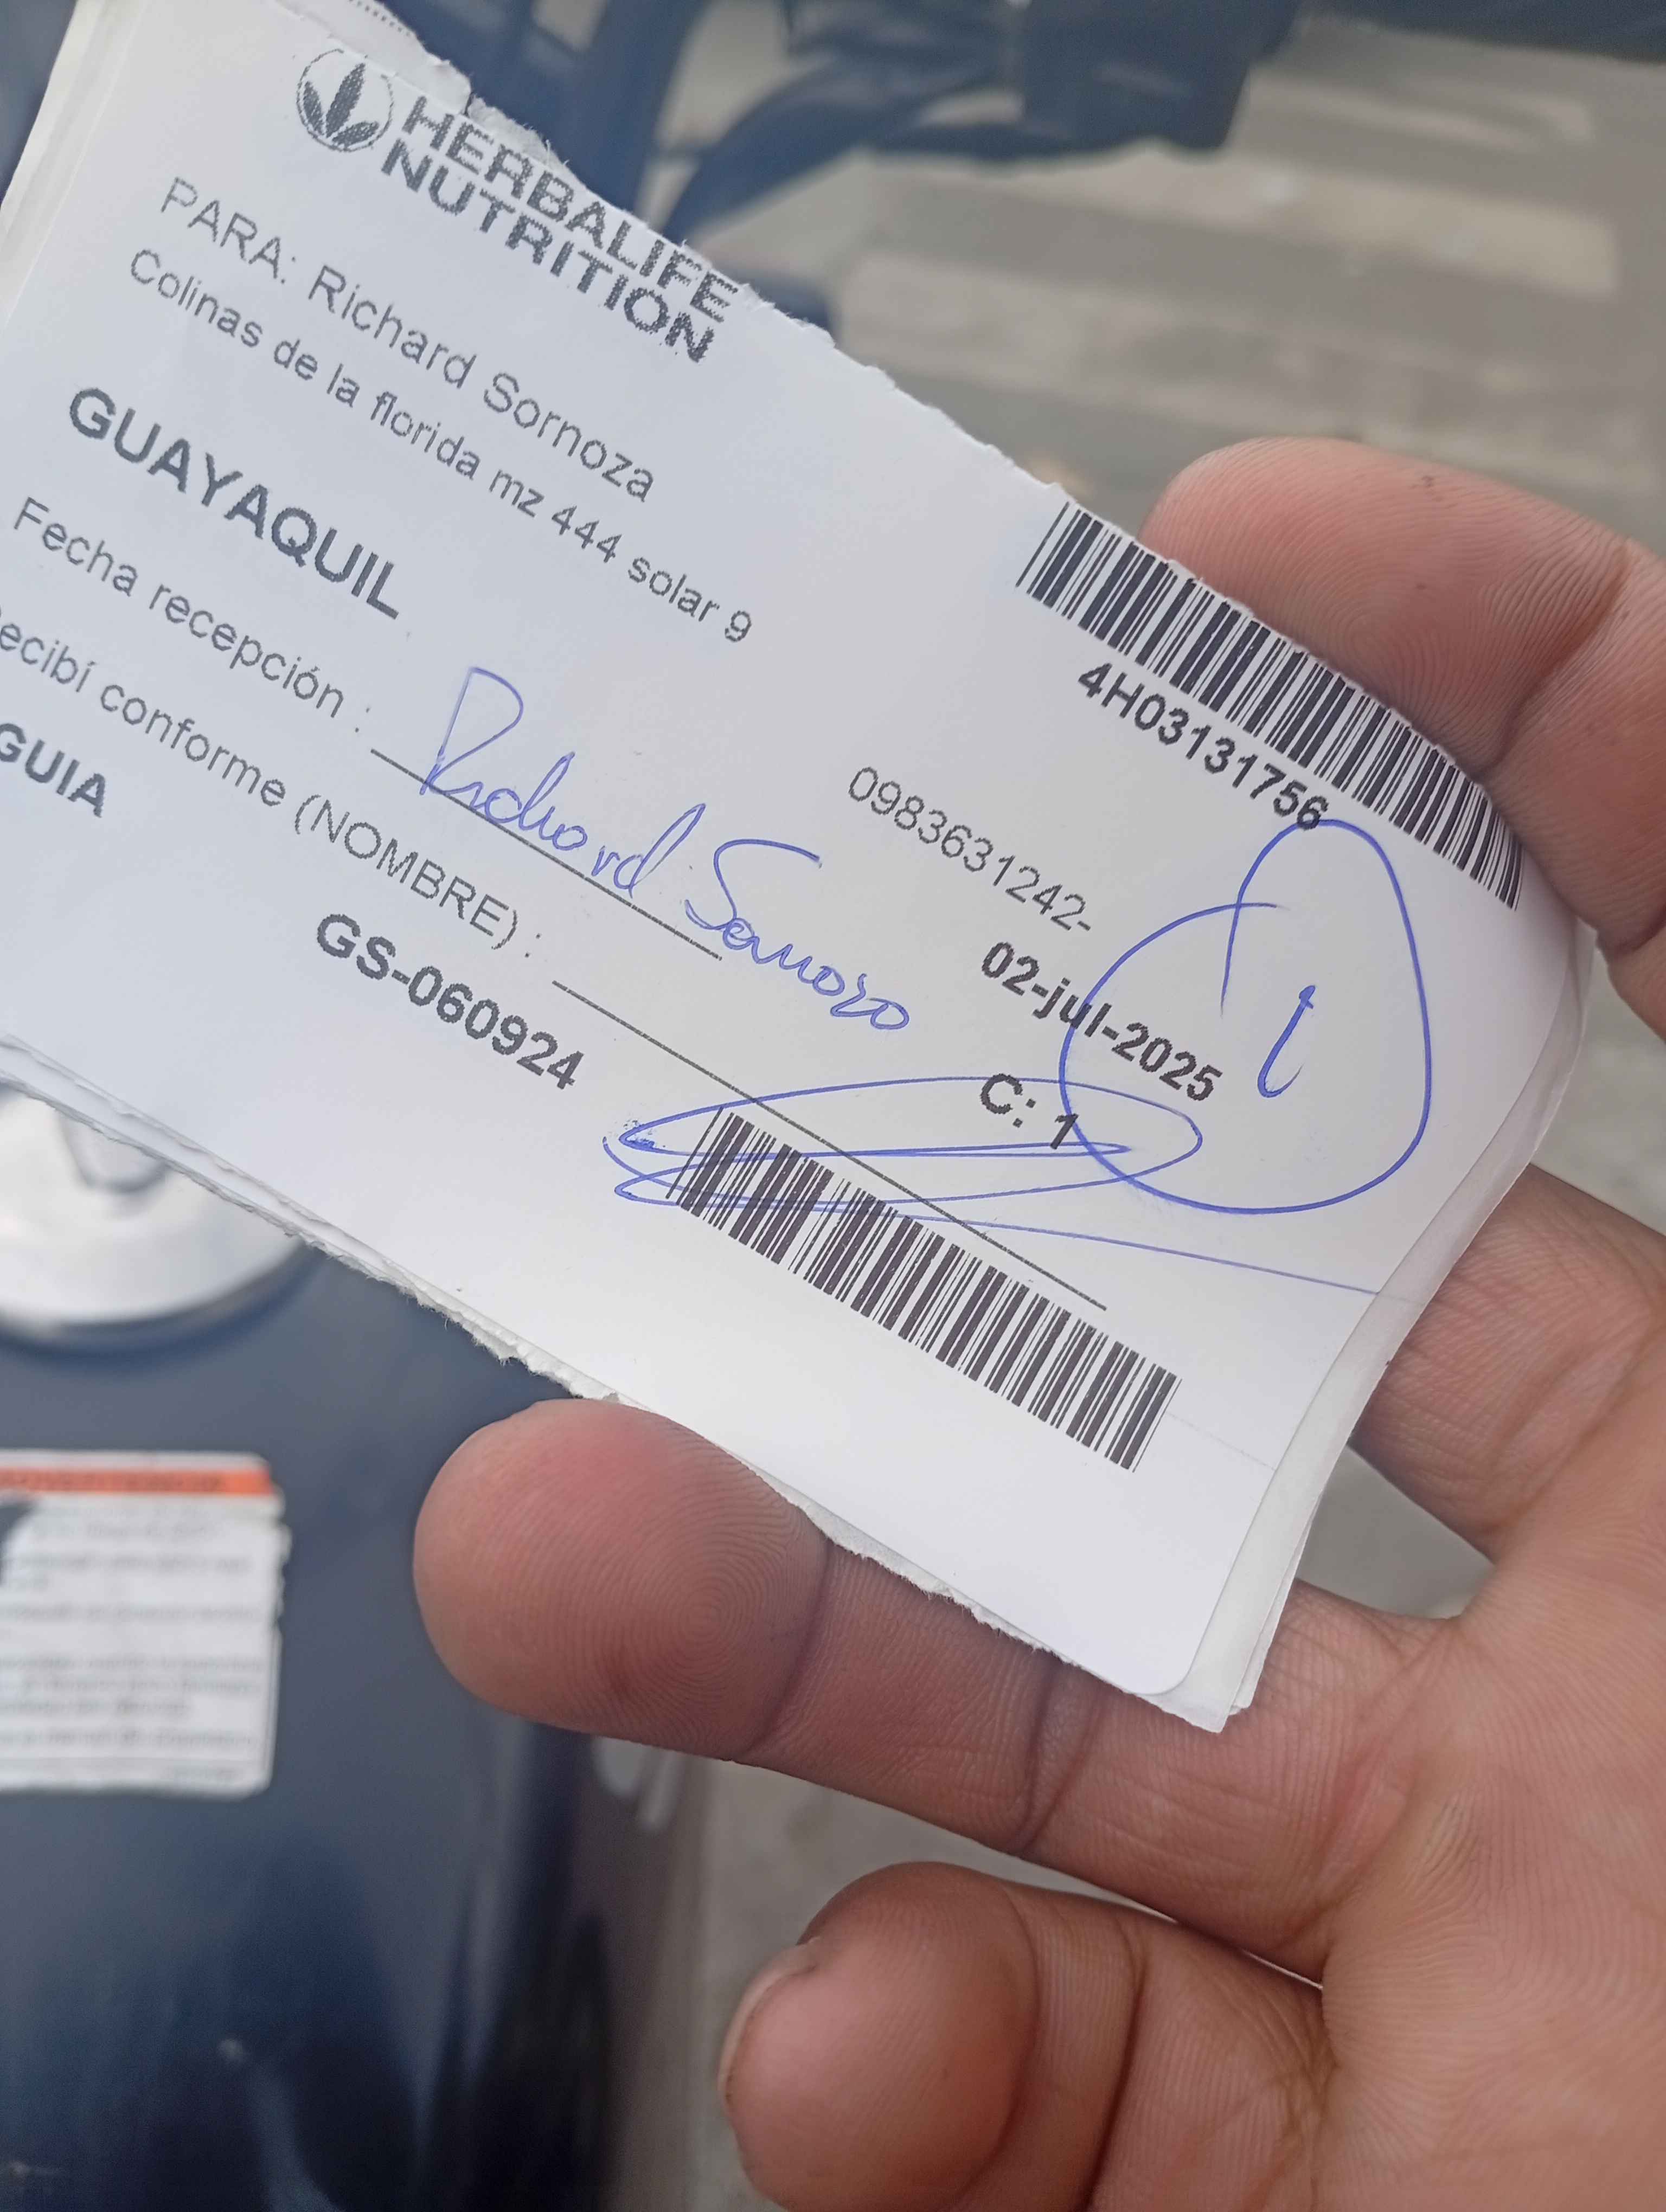 HERBALIFE
NUTRITION
PARA: Richard Sornoza
Colinas de la florida mz 444 solar 9
GUAYAQUIL
4H03131756
0983631242-
Fecha recepción :
Richard Sornoza
02-jul-2025
1
ecibí conforme (NOMBRE) :
C: 1
GUIA
GS-060924